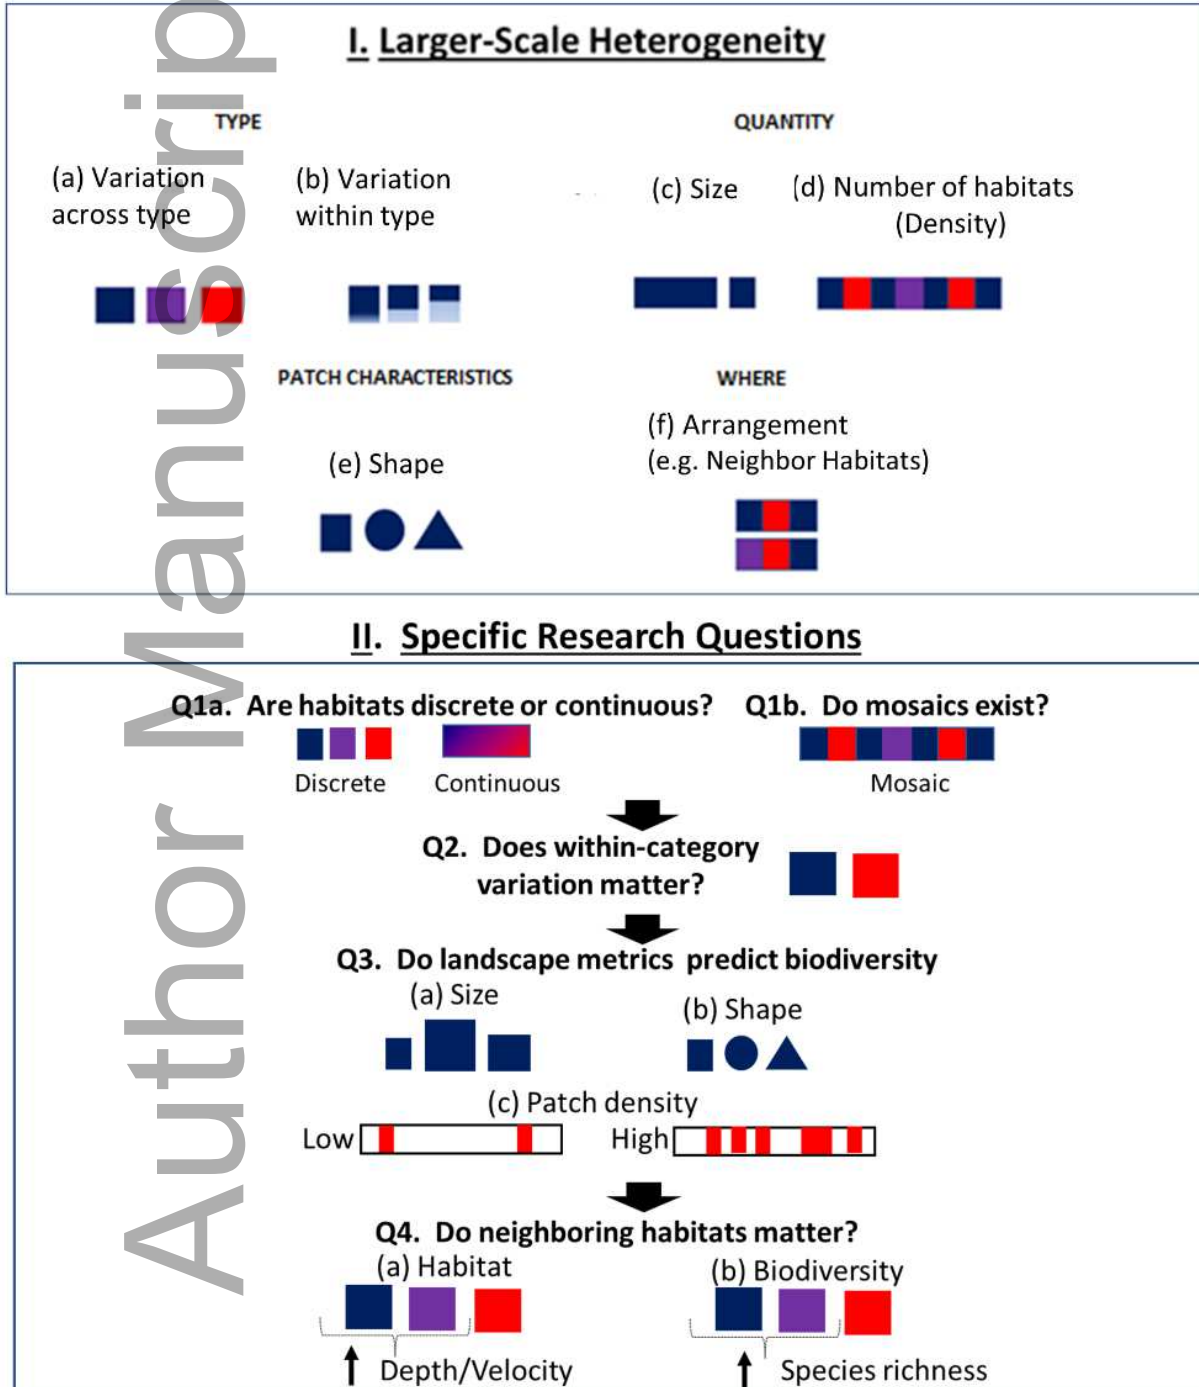 I. Larger-Scale Heterogeneity
TYPE
QUANTITY
(a) Variation
across type
(b) Variation
within type
(c) Size
(d) Number of habitats
(Density)
PATCH CHARACTERISTICS
WHERE
(e) Shape
(f) Arrangement
(e.g. Neighbor Habitats)
II. Specific Research Questions
Q1a. Are habitats discrete or continuous?
Q1b. Do mosaics exist?
Discrete
Continuous
Mosaic
Q2. Does within-category
variation matter?
Q3. Do landscape metrics predict biodiversity
(a) Size
(b) Shape
(c) Patch density
Low
High
Q4. Do neighboring habitats matter?
(a) Habitat
(b) Biodiversity
Depth/Velocity
Species richness
Author Manuscrip